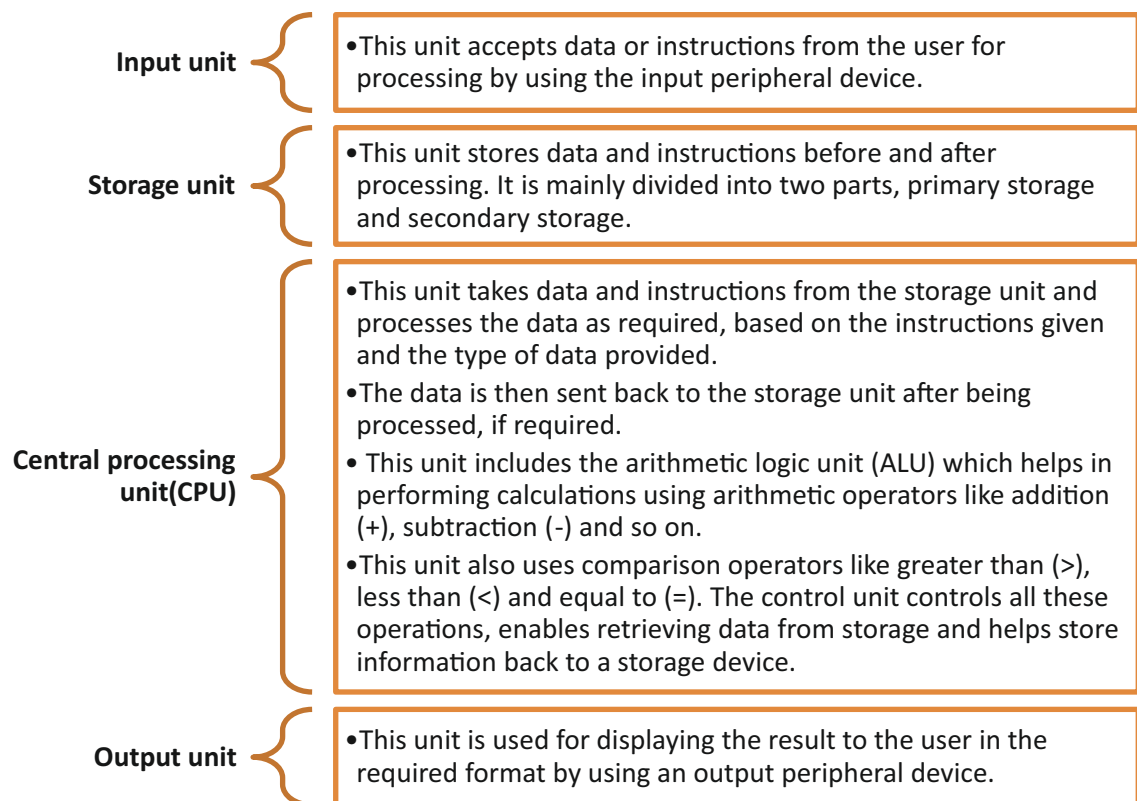 Input unit
•This unit accepts data or instructions from the user for
processing by using the input peripheral device.
Storage unit
•This unit stores data and instructions before and after
processing. It is mainly divided into two parts, primary storage
and secondary storage.
Central processing
unit(CPU)
•This unit takes data and instructions from the storage unit and
processes the data as required, based on the instructions given
and the type of data provided.
•The data is then sent back to the storage unit after being
processed, if required.
• This unit includes the arithmetic logic unit (ALU) which helps in
performing calculations using arithmetic operators like addition
(+), subtraction (-) and so on.
•This unit also uses comparison operators like greater than (>),
less than (<) and equal to (=). The control unit controls all these
operations, enables retrieving data from storage and helps store
information back to a storage device.
Output unit
•This unit is used for displaying the result to the user in the
required format by using an output peripheral device.